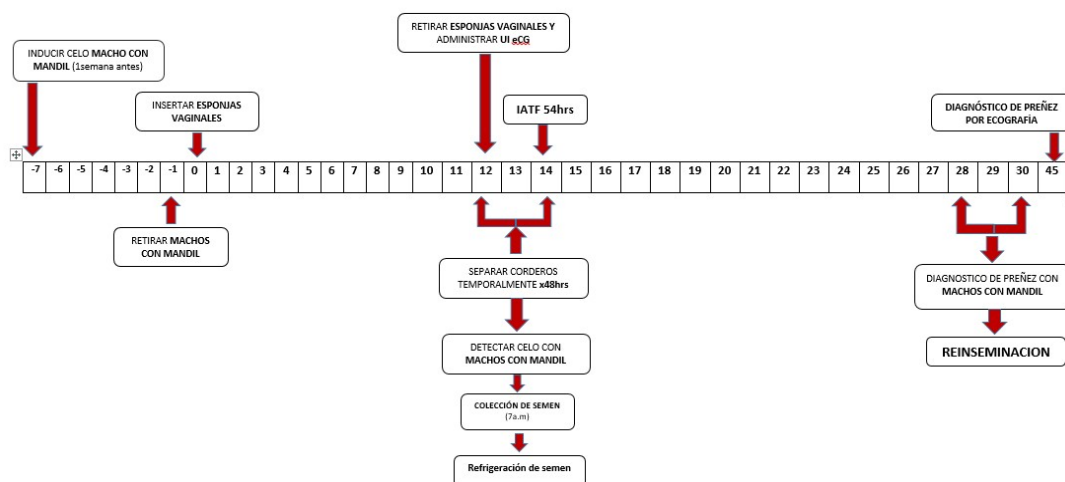 RETIRAR ESPONJAS VAGINALES Y
ADMINISTRAR UI eCG
INDUCIR CELO MACHO CON
MANDIL (1semana antes)
INSERTAR ESPONJAS
VAGINALES
IATF 54hrs
DIAGNÓSTICO DE PREÑEZ
POR ECOGRAFÌA
-7 -6 -5 -4 -3 -2 -1 0 1 2 3 4 5 6 7 8 9 10 11 12 13 14 15 16 17 18 19 20 21 22 23 24 25 26 27 28 29 30 45
RETIRAR MACHOS
CON MANDIL
SEPARAR CORDEROS
TEMPORALMENTE x48hrs
DIAGNOSTICO DE PREÑEZ CON
MACHOS CON MANDIL
DETECTAR CELO CON
MACHOS CON MANDIL
REINSEMINACION
COLECCIÓN DE SEMEN
(7a.m)
Refrigeración de semen